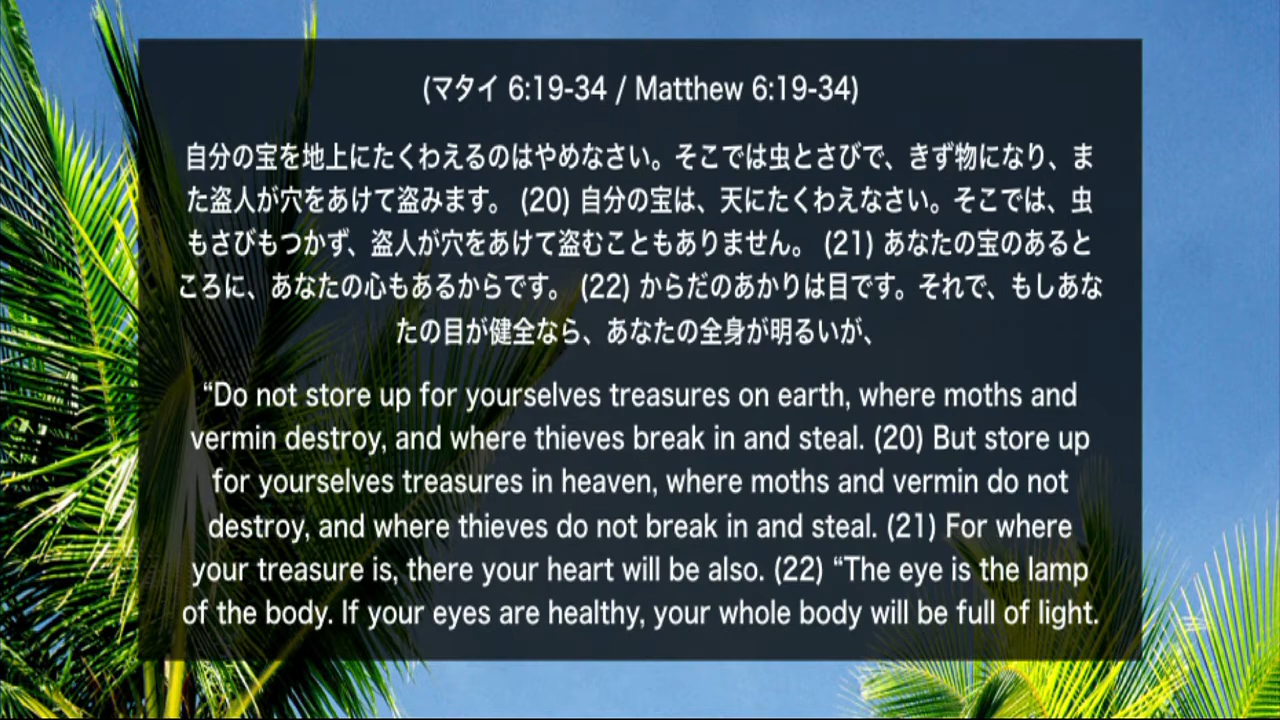 (マタイ 6:19-34 / Matthew 6:19-34)
自分の宝を地上にたくわえるのはやめなさい。そこでは虫とさびで、きず物になり、ま
た盗人が穴をあけて盗みます。 (20) 自分の宝は、天にたくわえなさい。そこでは、虫
もさびもつかず、盗人が穴をあけて盗むこともありません。 (21) あなたの宝のあると
ころに、あなたの心もあるからです。 (22) からだのあかりは目です。それで、もしあな
たの目が健全なら、あなたの全身が明るいが、
“Do not store up for yourselves treasures on earth, where moths and
vermin destroy, and where thieves break in and steal. (20) But store up
for yourselves treasures in heaven, where moths and vermin do not
destroy, and where thieves do not break in and steal. (21) For where
your treasure is, there your heart will be also. (22) “The eye is the lamp
of the body. If your eyes are healthy, your whole body will be full of light.